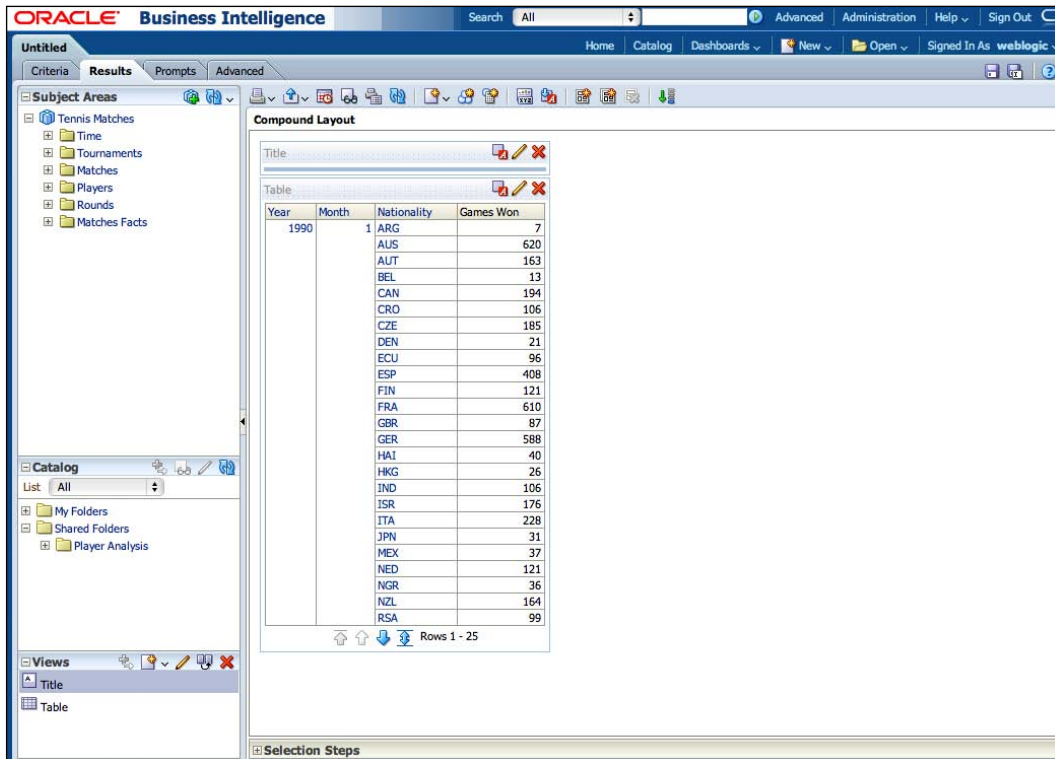 ORACLE Business Intelligence Search All Advanced Administration Help Sign Out
Untitled Home Catalog Dashboards New Open Signed In As weblogic
Criteria Results Prompts Advanced
Subject Areas
Tennis Matches
Time
Tournaments
Matches
Players
Rounds
Matches Facts
Catalog
List All
My Folders
Shared Folders
Player Analysis
Views
Title
Table
Compound Layout
Title
Table
Year Month Nationality Games Won
1990 1 ARG 7
AUS 620
AUT 163
BEL 13
CAN 194
CRO 106
CZE 185
DEN 21
ECU 96
ESP 408
FIN 121
FRA 610
GBR 87
GER 588
HAI 40
HKG 26
IND 106
ISR 176
ITA 228
JPN 31
MEX 37
NED 121
NGR 36
NZL 164
RSA 99
Rows 1 - 25
Selection Steps